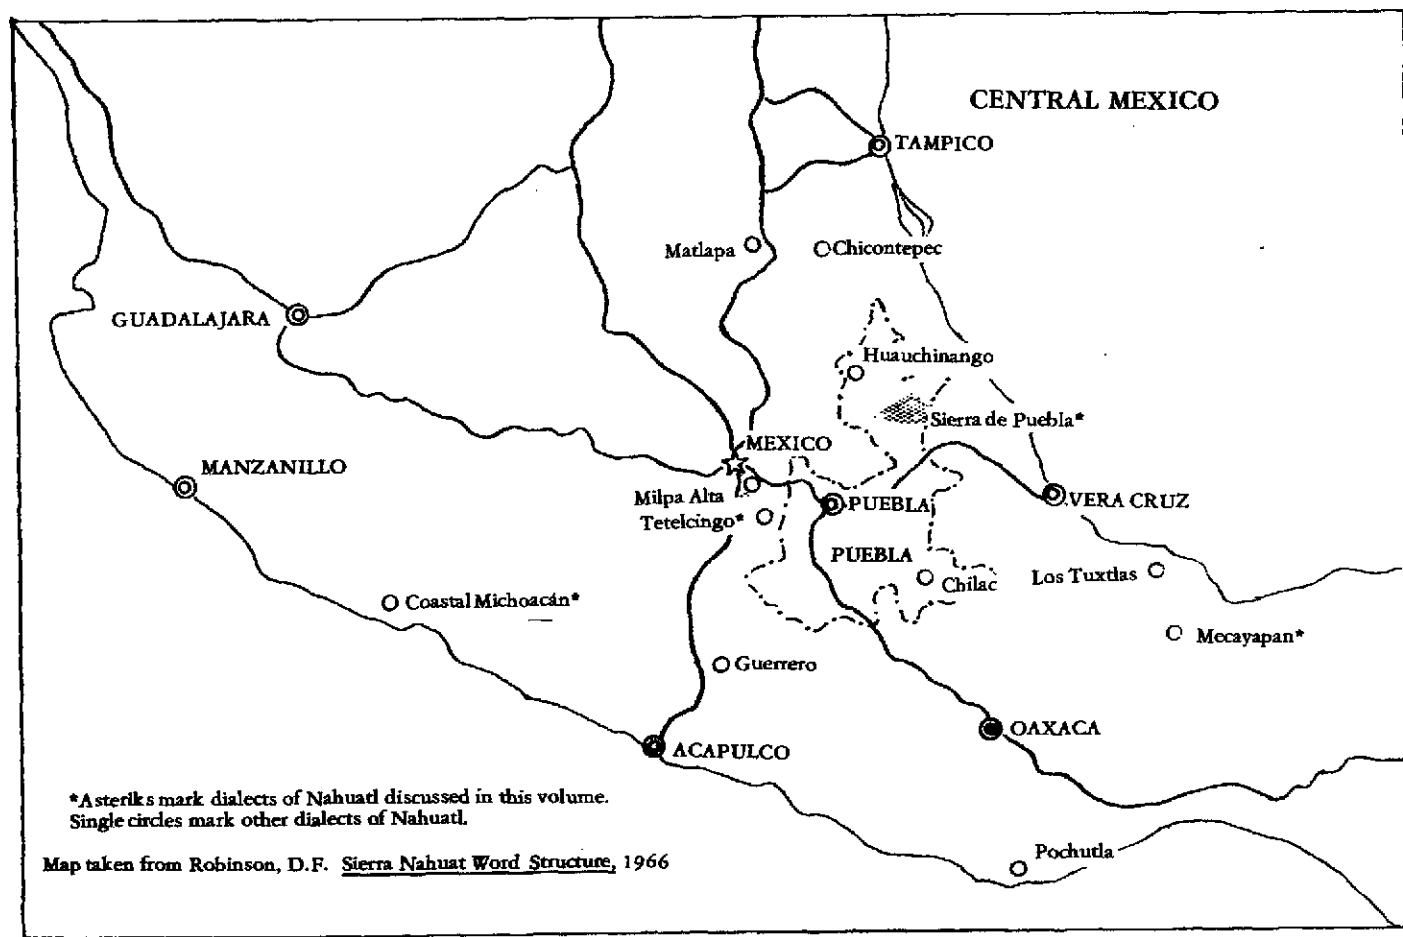 CENTRAL MEXICO
TAMPICO
Matlapa
Chicontepec
GUADALAJARA
Huauchinango
Sierra de Puebla*
MEXICO
MANZANILLO
Milpa Alta
PUEBLA
VERA CRUZ
Tetelcingo*
PUEBLA
Chilac
Los Tuxtlas
Coastal Michoacán*
Mecayapan*
Guerrero
OAXACA
ACAPULCO
*Asteriks mark dialects of Nahuatl discussed in this volume.
Single circles mark other dialects of Nahuatl.
Pochutla
Map taken from Robinson, D.F. Sierra Nahuat Word Structure, 1966